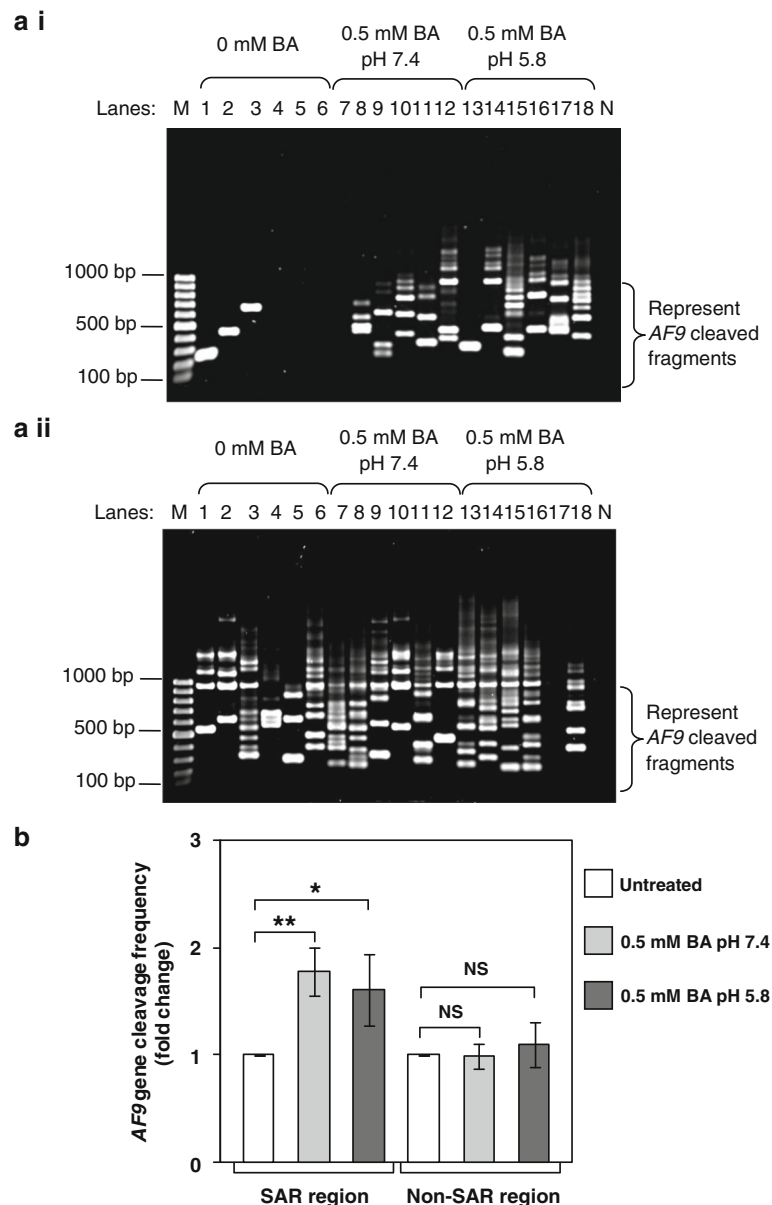 a i
0 mM BA
0.5 mM BA
pH 7.4
0.5 mM BA
pH 5.8
Lanes: M 1 2 3 4 5 6 7 8 9 10 11 12 13 14 15 16 17 18 N
1000 bp
500 bp
100 bp
Represent
AF9 cleaved
fragments
a ii
0 mM BA
0.5 mM BA
pH 7.4
0.5 mM BA
pH 5.8
Lanes: M 1 2 3 4 5 6 7 8 9 10 11 12 13 14 15 16 17 18 N
1000 bp
500 bp
100 bp
Represent
AF9 cleaved
fragments
b
AF9 gene cleavage frequency
(fold change)
3
2
1
0
*
**
NS
NS
SAR region
Non-SAR region
Untreated
0.5 mM BA pH 7.4
0.5 mM BA pH 5.8